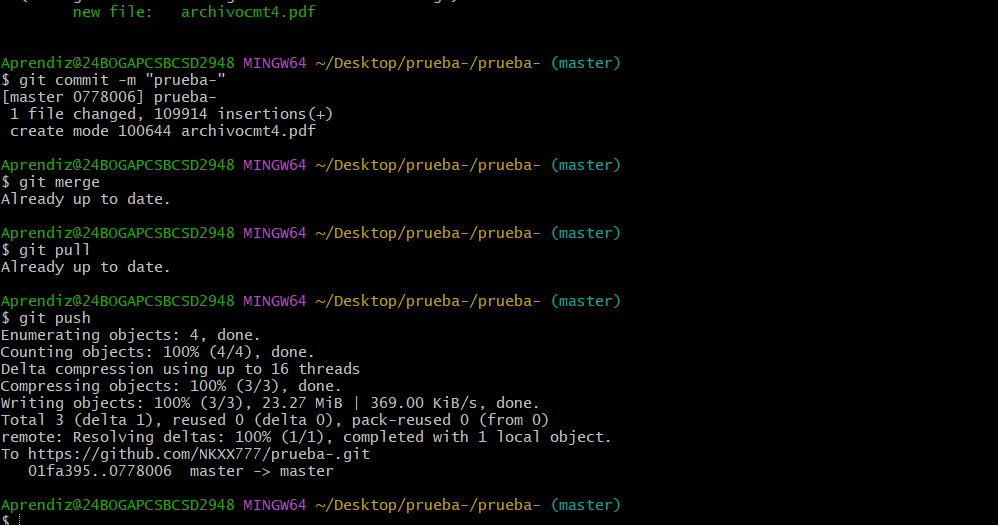 new file:   archivocmt4.pdf
Aprendiz@24BOGAPCSBCSD2948 MINGW64 ~/Desktop/prueba-/prueba- (master)
$ git commit -m "prueba-"
[master 0778006] prueba-
 1 file changed, 109914 insertions(+)
 create mode 100644 archivocmt4.pdf
Aprendiz@24BOGAPCSBCSD2948 MINGW64 ~/Desktop/prueba-/prueba- (master)
$ git merge
Already up to date.
Aprendiz@24BOGAPCSBCSD2948 MINGW64 ~/Desktop/prueba-/prueba- (master)
$ git pull
Already up to date.
Aprendiz@24BOGAPCSBCSD2948 MINGW64 ~/Desktop/prueba-/prueba- (master)
$ git push
Enumerating objects: 4, done.
Counting objects: 100% (4/4), done.
Delta compression using up to 16 threads
Compressing objects: 100% (3/3), done.
Writing objects: 100% (3/3), 23.27 MiB | 369.00 KiB/s, done.
Total 3 (delta 1), reused 0 (delta 0), pack-reused 0 (from 0)
remote: Resolving deltas: 100% (1/1), completed with 1 local object.
To https://github.com/NKXX777/prueba-.git
   01fa395..0778006  master -> master
Aprendiz@24BOGAPCSBCSD2948 MINGW64 ~/Desktop/prueba-/prueba- (master)
$